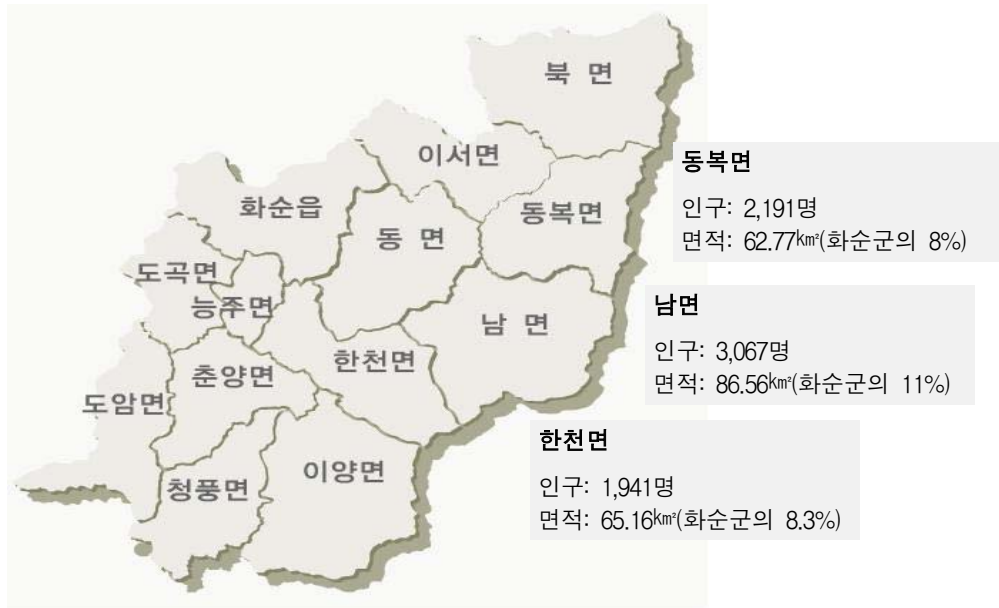 북 면
이서면
화순읍
동복면
동 면
도곡면
능주면
남 면
한천면
춘양면
도암면
이양면
청풍면
동복면
인구: 2,191명
면적: 62.77㎢(화순군의 8%)
남면
인구: 3,067명
면적: 86.56㎢(화순군의 11%)
한천면
인구: 1,941명
면적: 65.16㎢(화순군의 8.3%)